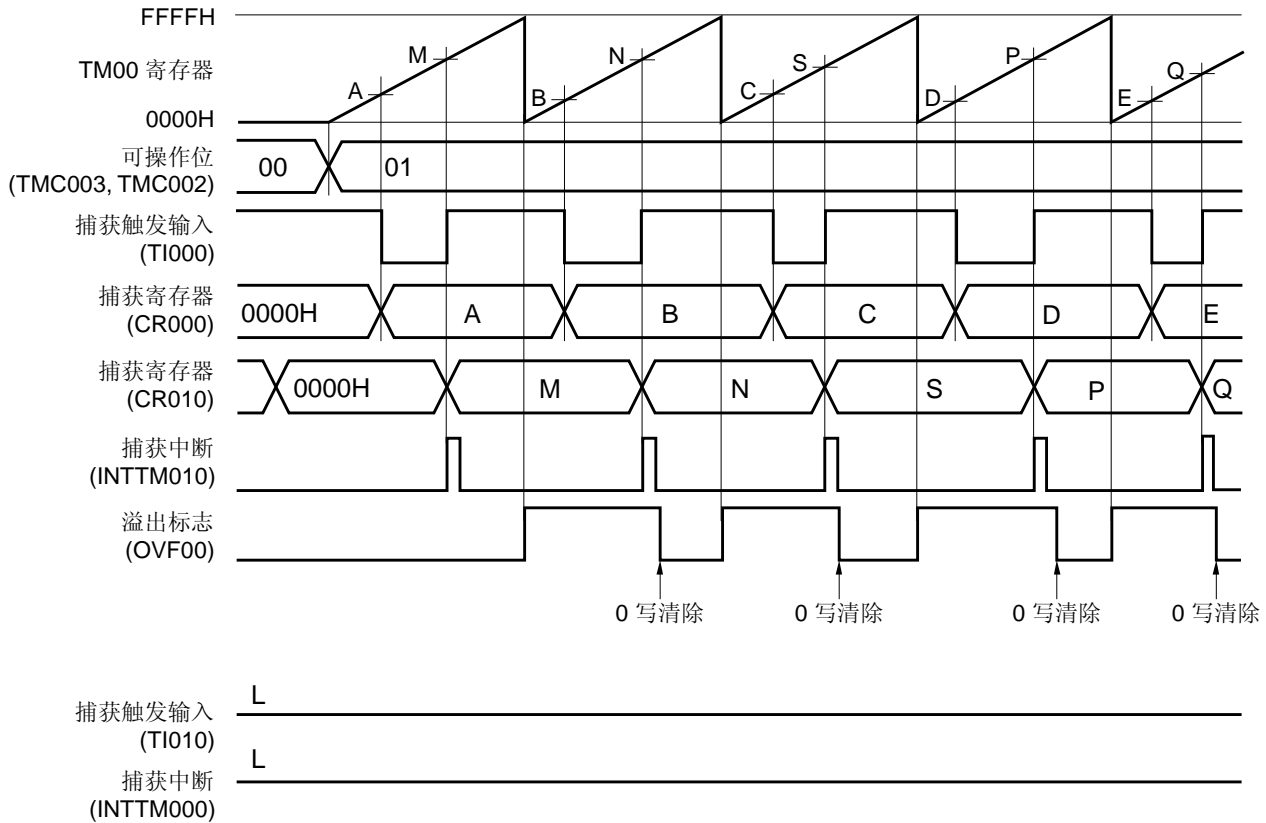 FFFFH
TM00 寄存器
0000H
A
M
B
N
C
S
D
P
E
Q
可操作位
(TMC003, TMC002)
00
01
捕获触发输入
(TI000)
捕获寄存器
(CR000)
0000H
A
B
C
D
E
捕获寄存器
(CR010)
0000H
M
N
S
P
Q
捕获中断
(INTTM010)
溢出标志
(OVF00)
0 写清除
0 写清除
0 写清除
0 写清除
捕获触发输入
(TI010)
L
捕获中断
(INTTM000)
L